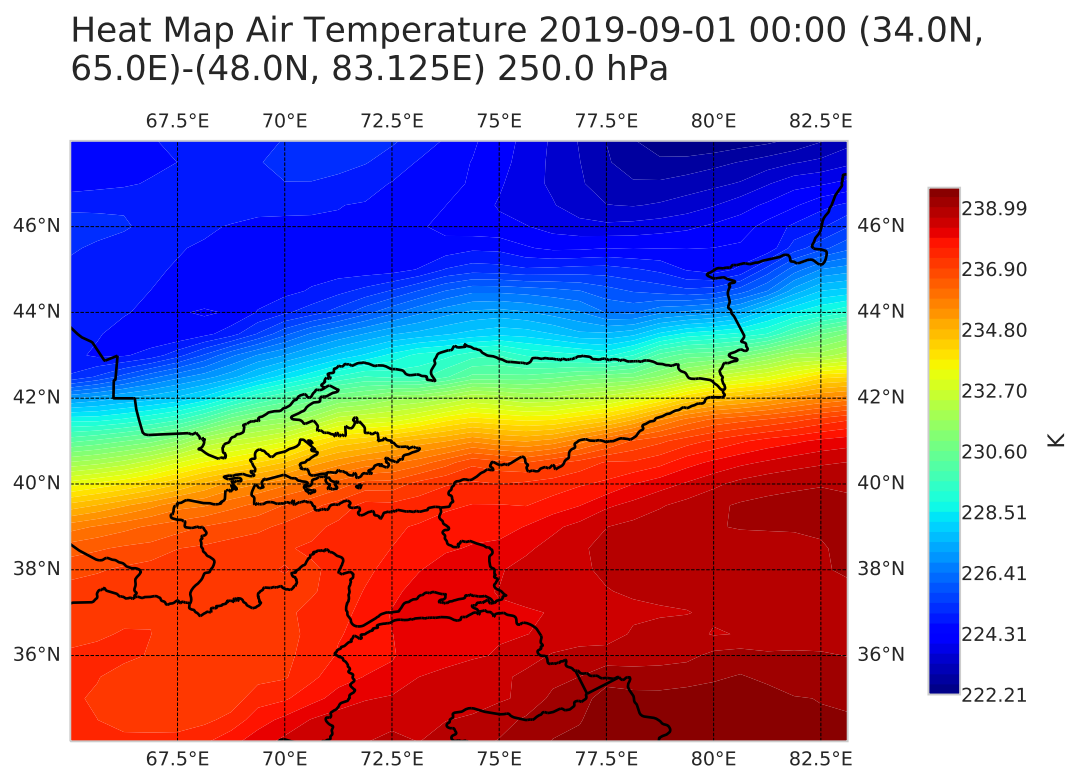 Heat Map Air Temperature 2019-09-01 00:00 (34.0N,
65.0E)-(48.0N, 83.125E) 250.0 hPa
67.5°E 70°E 72.5°E 75°E 77.5°E 80°E 82.5°E
46°N 46°N
44°N 44°N
42°N 42°N
40°N 40°N
38°N 38°N
36°N 36°N
67.5°E 70°E 72.5°E 75°E 77.5°E 80°E 82.5°E
238.99
236.90
234.80
232.70
230.60
228.51
226.41
224.31
222.21
K